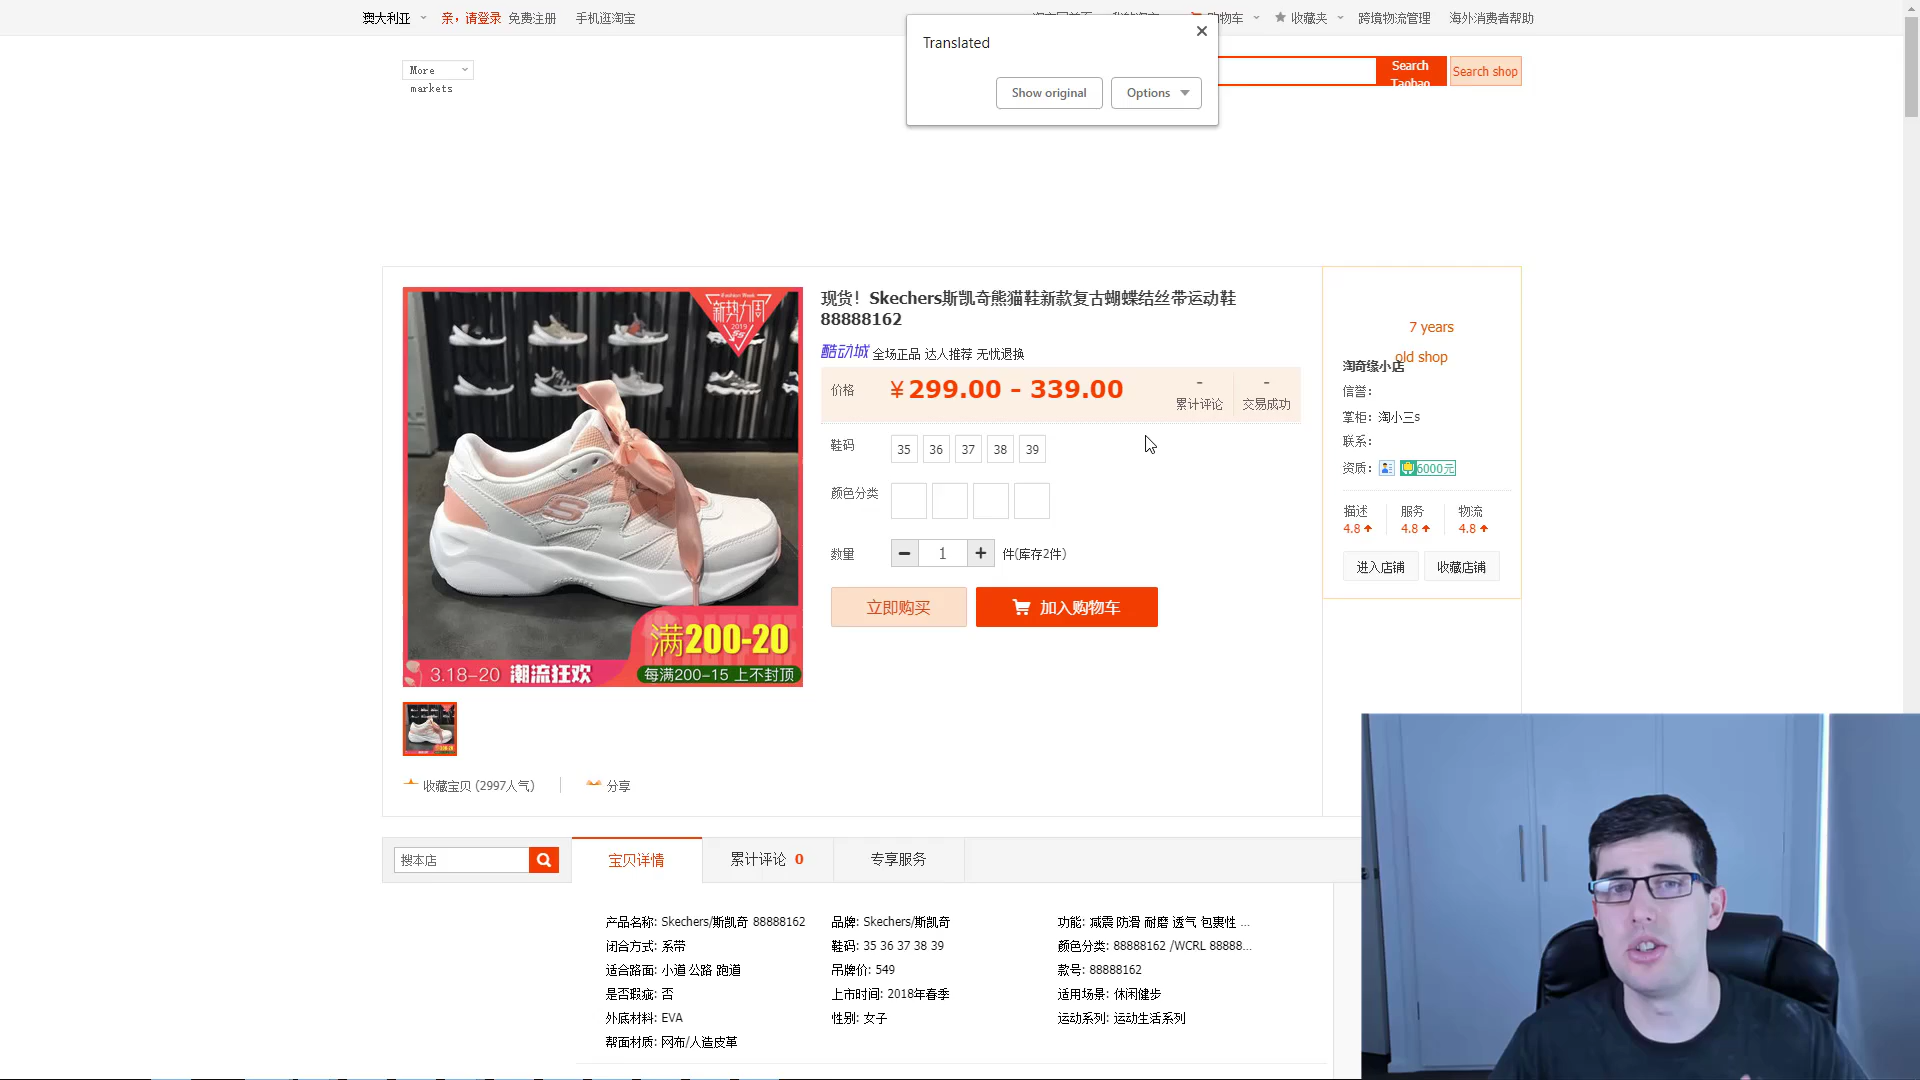 澳大利亚
亲，请登录 免费注册 手机逛淘宝
购物车 收藏夹 跨境物流管理 海外消费者帮助
Translated
Show original Options
More markets
Search Taobao
Search shop
iFashion Week
新势力周
2019
满200-20
3.18-20 潮流狂欢
每满200-15 上不封顶
收藏宝贝 (2997人气) 分享
现货！Skechers斯凯奇熊猫鞋新款复古蝴蝶结丝带运动鞋
88888162
酷动城 全场正品 达人推荐 无忧退换
价格 ¥299.00 - 339.00
- 累计评论
- 交易成功
鞋码 35 36 37 38 39
颜色分类
数量 − 1 + 件(库存2件)
立即购买 加入购物车
7 years old shop
淘奇缘小店
信誉：
掌柜：淘小三s
联系：
资质： 6000元
描述 服务 物流
4.8 4.8 4.8
进入店铺 收藏店铺
搜本店
宝贝详情 累计评论 0 专享服务
产品名称: Skechers/斯凯奇 88888162 品牌: Skechers/斯凯奇 功能: 减震 防滑 耐磨 透气 包裹性 ...
闭合方式: 系带 鞋码: 35 36 37 38 39 颜色分类: 88888162 /WCRL 88888...
适合路面: 小道 公路 跑道 吊牌价: 549 款号: 88888162
是否瑕疵: 否 上市时间: 2018年春季 适用场景: 休闲健步
外底材料: EVA 性别: 女子 运动系列: 运动生活系列
帮面材质: 网布/人造皮革